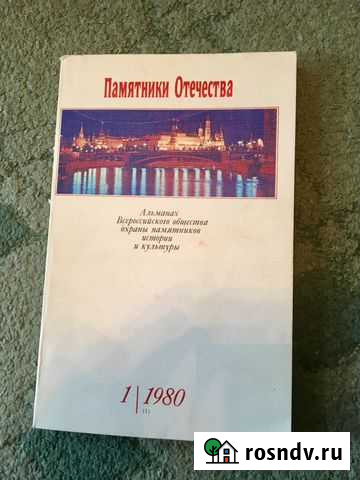 Памятники Отечества
Альманах
Всероссийского общества
охраны памятников
истории
и культуры
1 | 1980
(1)
rosndv.ru